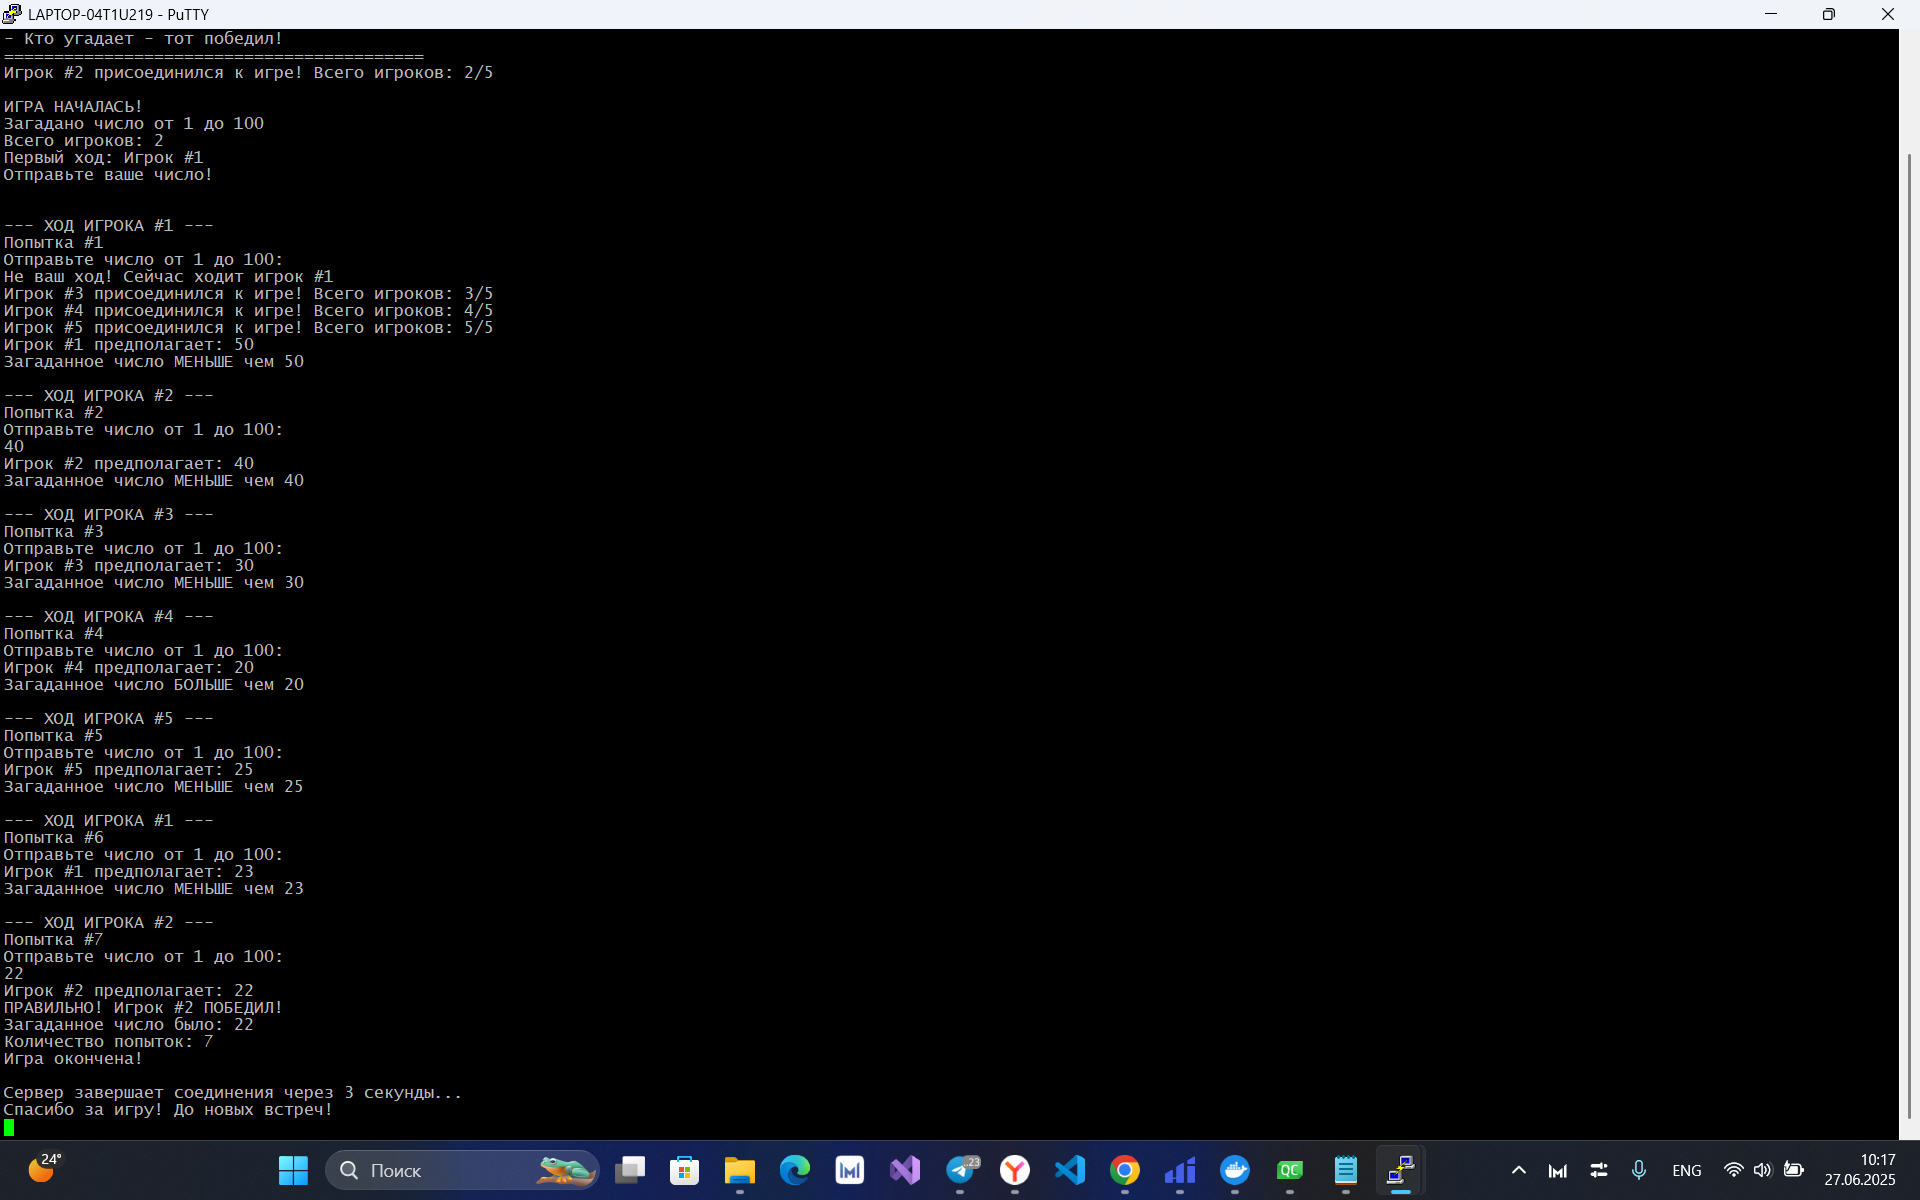 LAPTOP-04T1U219 - PuTTY
- Кто угадает - тот победил!
==========================================
Игрок #2 присоединился к игре! Всего игроков: 2/5
ИГРА НАЧАЛАСЬ!
Загадано число от 1 до 100
Всего игроков: 2
Первый ход: Игрок #1
Отправьте ваше число!
--- ХОД ИГРОКА #1 ---
Попытка #1
Отправьте число от 1 до 100:
Не ваш ход! Сейчас ходит игрок #1
Игрок #3 присоединился к игре! Всего игроков: 3/5
Игрок #4 присоединился к игре! Всего игроков: 4/5
Игрок #5 присоединился к игре! Всего игроков: 5/5
Игрок #1 предполагает: 50
Загаданное число МЕНЬШЕ чем 50
--- ХОД ИГРОКА #2 ---
Попытка #2
Отправьте число от 1 до 100:
40
Игрок #2 предполагает: 40
Загаданное число МЕНЬШЕ чем 40
--- ХОД ИГРОКА #3 ---
Попытка #3
Отправьте число от 1 до 100:
Игрок #3 предполагает: 30
Загаданное число МЕНЬШЕ чем 30
--- ХОД ИГРОКА #4 ---
Попытка #4
Отправьте число от 1 до 100:
Игрок #4 предполагает: 20
Загаданное число БОЛЬШЕ чем 20
--- ХОД ИГРОКА #5 ---
Попытка #5
Отправьте число от 1 до 100:
Игрок #5 предполагает: 25
Загаданное число МЕНЬШЕ чем 25
--- ХОД ИГРОКА #1 ---
Попытка #6
Отправьте число от 1 до 100:
Игрок #1 предполагает: 23
Загаданное число МЕНЬШЕ чем 23
--- ХОД ИГРОКА #2 ---
Попытка #7
Отправьте число от 1 до 100:
22
Игрок #2 предполагает: 22
ПРАВИЛЬНО! Игрок #2 ПОБЕДИЛ!
Загаданное число было: 22
Количество попыток: 7
Игра окончена!
Сервер завершает соединения через 3 секунды...
Спасибо за игру! До новых встреч!
24°
Поиск
.23
QC
ENG
10:17
27.06.2025